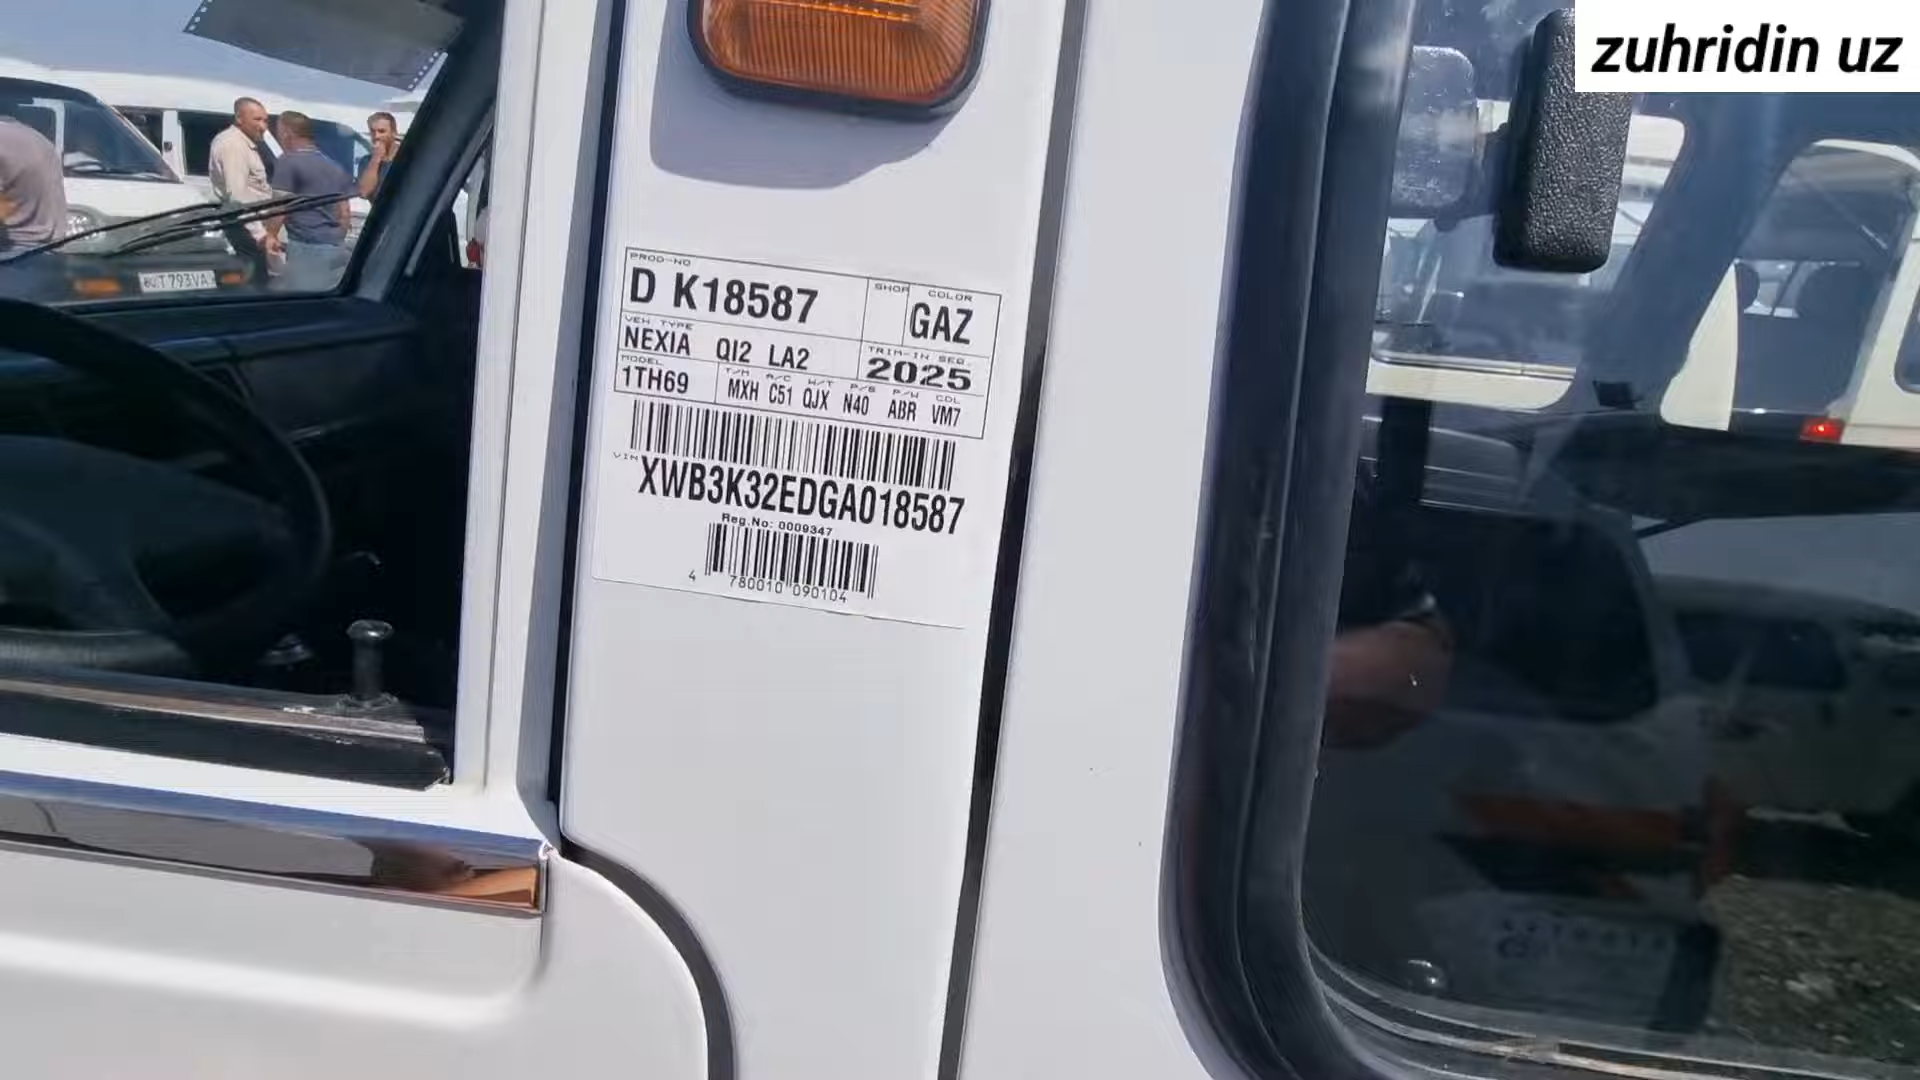 zuhridin uz
PROD-NO
D K18587
SHOP
COLOR
GAZ
VEH TYPE
NEXIA QI2 LA2
TRIM-IN SEQ.
2025
MODEL
1TH69
T/M A/C W/T P/S P/W COL
MXH C51 QJX N40 ABR VM7
VIN
XWB3K32EDGA018587
Reg.No: 0009347
4 780010 090104